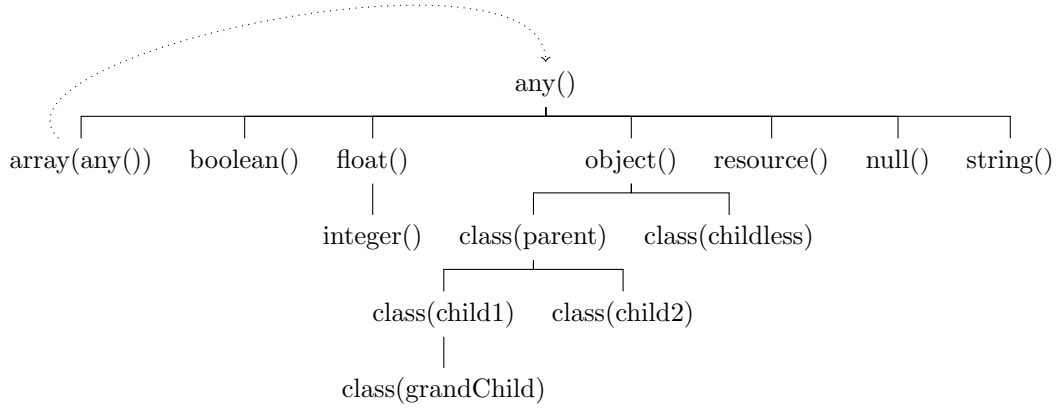 any()
array(any()) boolean() float() object() resource() null() string()
integer() class(parent) class(childless)
class(child1) class(child2)
class(grandChild)